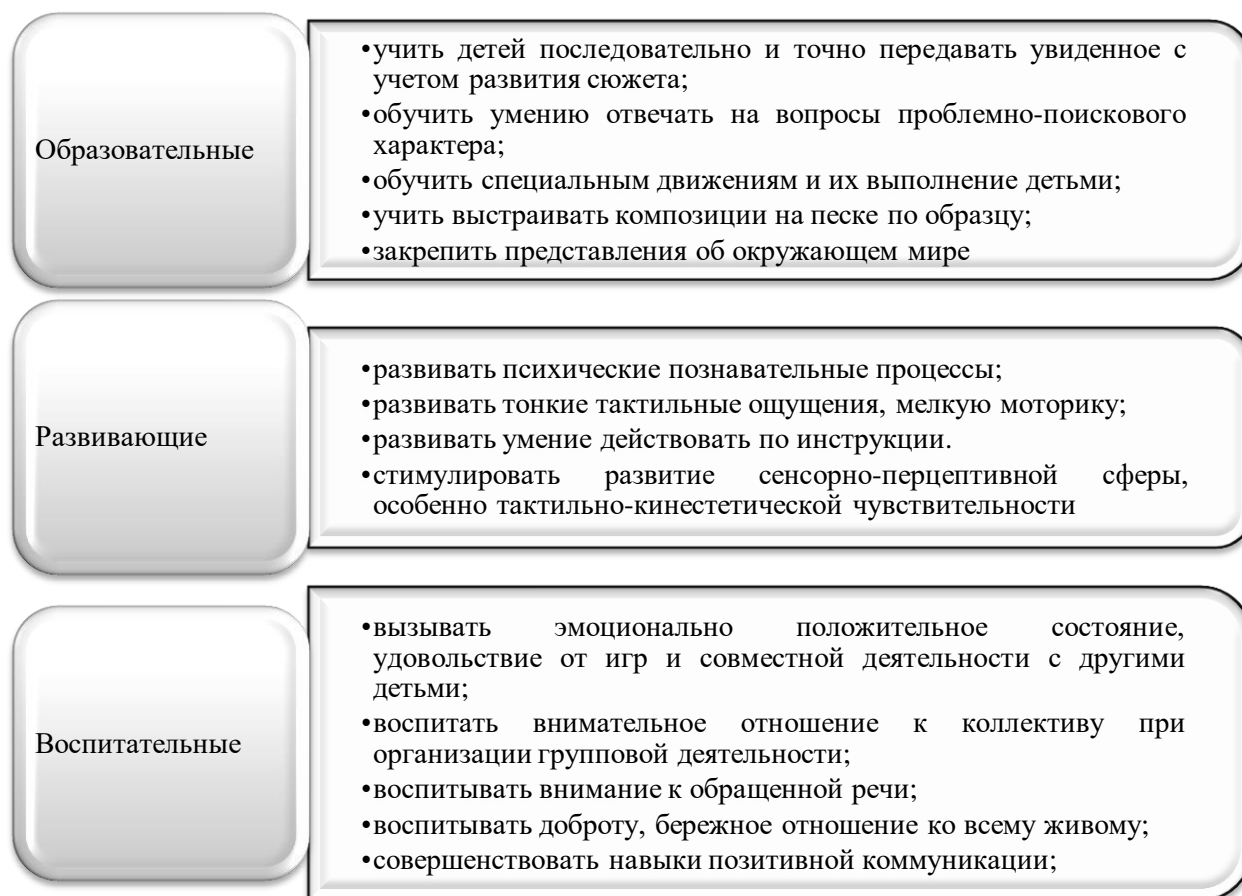 Образовательные
•учить детей последовательно и точно передавать увиденное с
учетом развития сюжета;
•обучить умению отвечать на вопросы проблемно-поискового
характера;
•обучить специальным движениям и их выполнение детьми;
•учить выстраивать композиции на песке по образцу;
•закрепить представления об окружающем мире
Развивающие
•развивать психические познавательные процессы;
•развивать тонкие тактильные ощущения, мелкую моторику;
•развивать умение действовать по инструкции.
•стимулировать развитие сенсорно-перцептивной сферы,
особенно тактильно-кинестетической чувствительности
Воспитательные
•вызывать эмоционально положительное состояние,
удовольствие от игр и совместной деятельности с другими
детьми;
•воспитать внимательное отношение к коллективу при
организации групповой деятельности;
•воспитывать внимание к обращенной речи;
•воспитывать доброту, бережное отношение ко всему живому;
•совершенствовать навыки позитивной коммуникации;